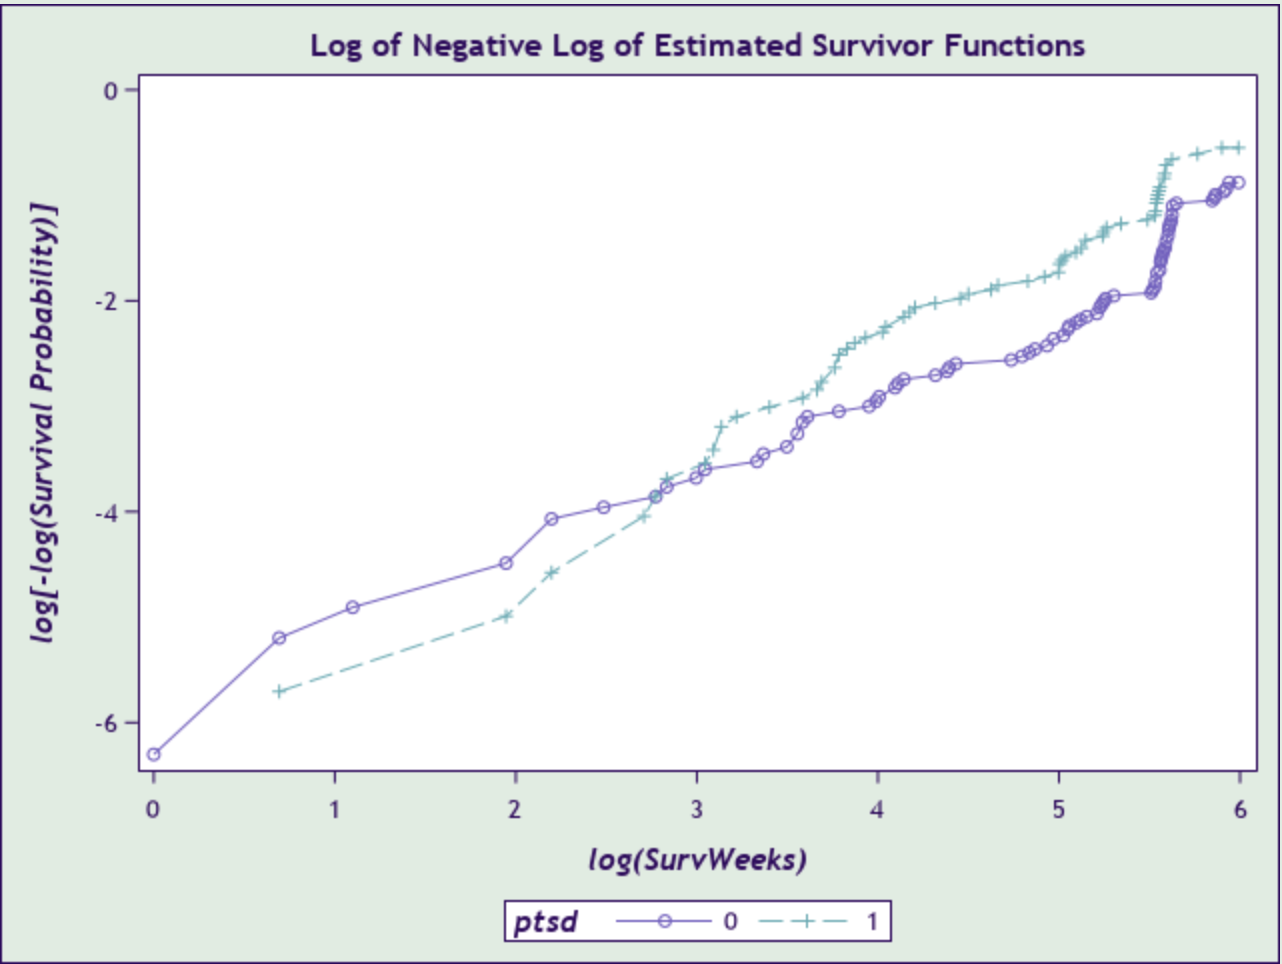 Log of Negative Log of Estimated Survivor Functions
log[-log(Survival Probability)]
0
-2
-4
-6
0 1 2 3 4 5 6
log(SurvWeeks)
ptsd 0 1